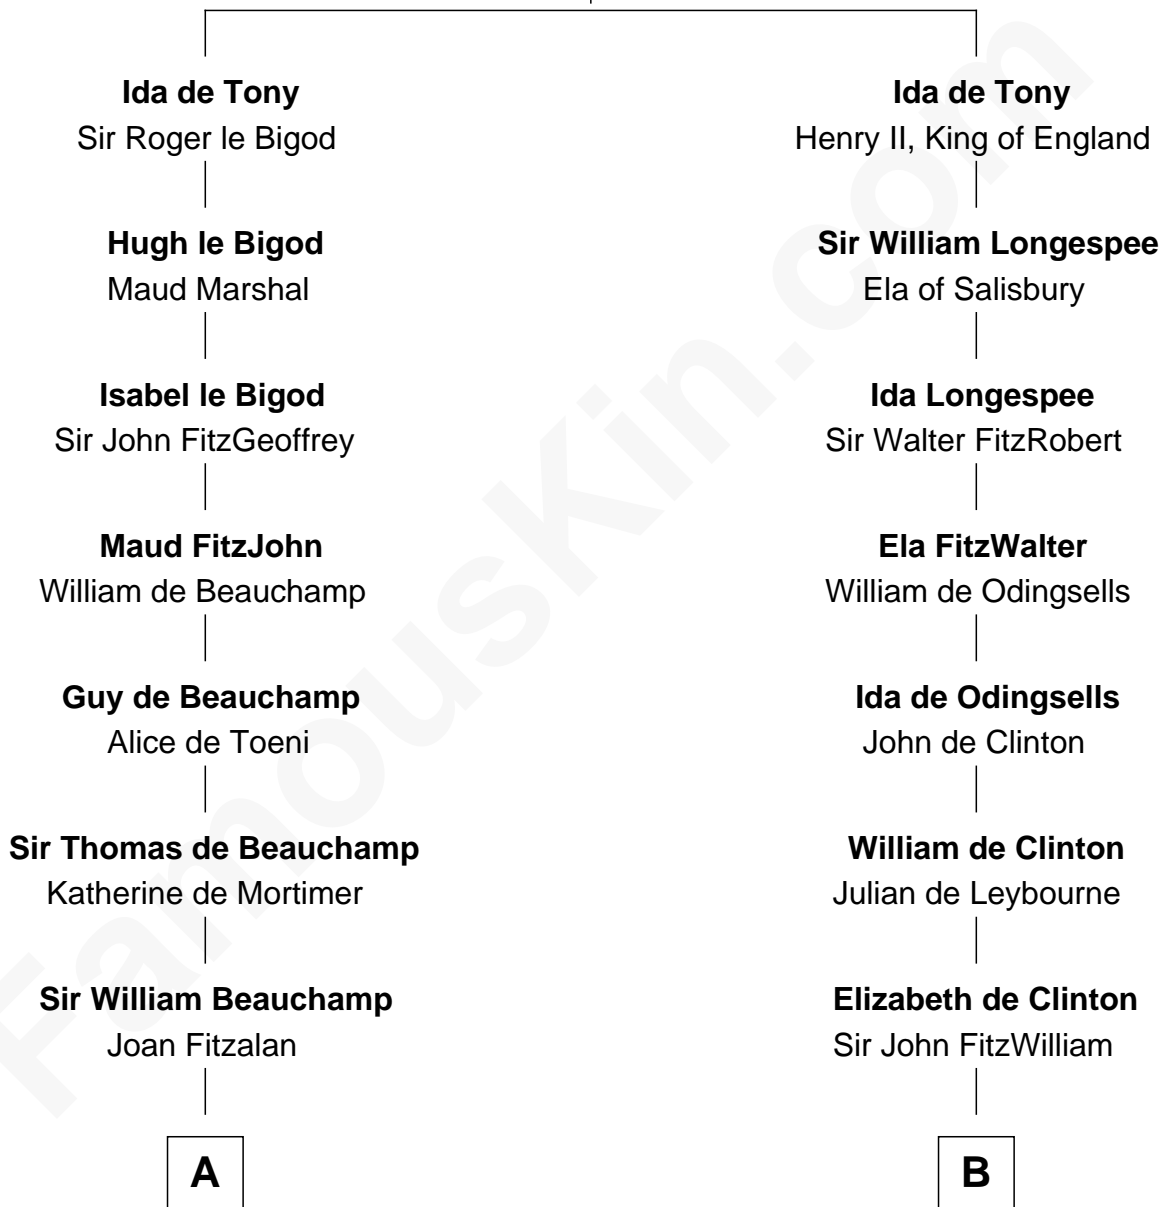 Ida de Tony
Sir Roger le Bigod
Hugh le Bigod
Maud Marshal
Isabel le Bigod
Sir John FitzGeoffrey
Maud FitzJohn
William de Beauchamp
Guy de Beauchamp
Alice de Toeni
Sir Thomas de Beauchamp
Katherine de Mortimer
Sir William Beauchamp
Joan Fitzalan
A
Ida de Tony
Henry II, King of England
Sir William Longespee
Ela of Salisbury
Ida Longespee
Sir Walter FitzRobert
Ela FitzWalter
William de Odingsells
Ida de Odingsells
John de Clinton
William de Clinton
Julian de Leybourne
Elizabeth de Clinton
Sir John FitzWilliam
B
FamousKin.com